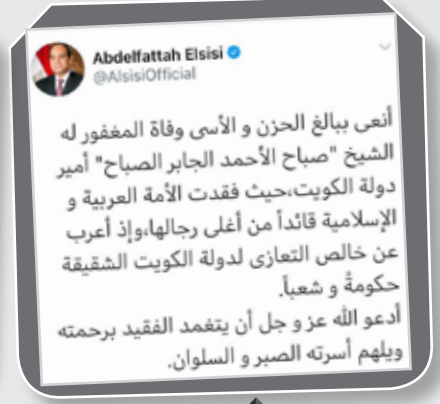 Abdelfattah Elsisi
@AlsisiOfficial
أنعى ببالغ الحزن و الأسى وفاة المغفور له
الشيخ "صباح الأحمد الجابر الصباح" أمير
دولة الكويت،حيث فقدت الأمة العربية و
الإسلامية قائداً من أغلى رجالها،وإذ أعرب
عن خالص التعازى لدولة الكويت الشقيقة
حكومةً و شعباً.
أدعو الله عز و جل أن يتغمد الفقيد برحمته
ويلهم أسرته الصبر و السلوان.